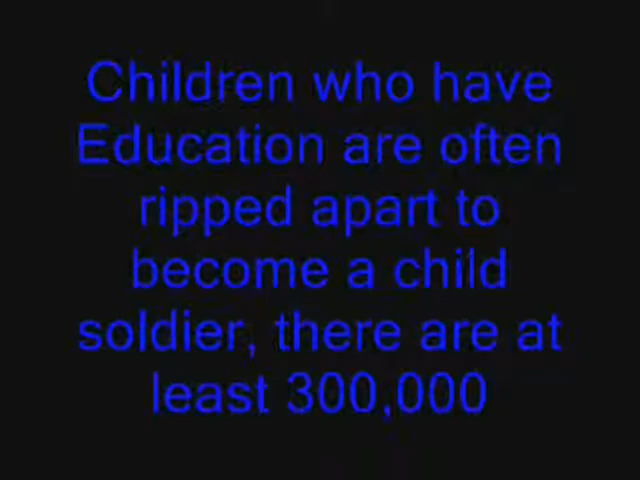 Children who have
Education are often
ripped apart to
become a child
soldier, there are at
least 300,000